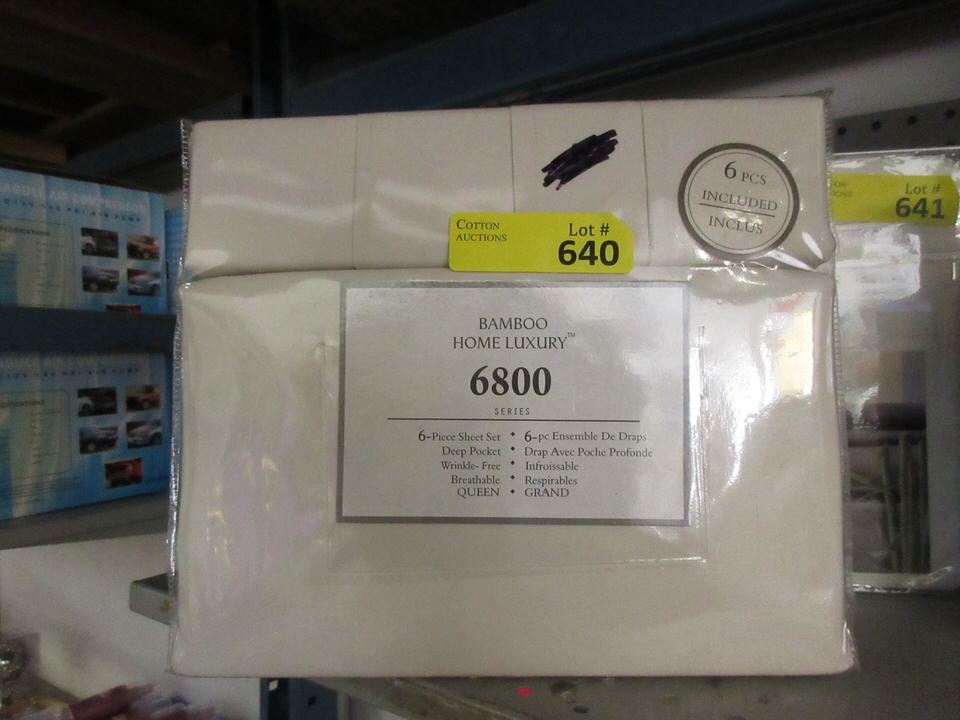 6 PCS
INCLUDED
INCLUS
COTTON
AUCTIONS
Lot #
640
Lot #
641
BAMBOO
HOME LUXURY™
6800
SERIES
6-Piece Sheet Set • 6-pc Ensemble De Draps
Deep Pocket • Drap Avec Poche Profonde
Wrinkle- Free • Infroissable
Breathable • Respirables
QUEEN • GRAND